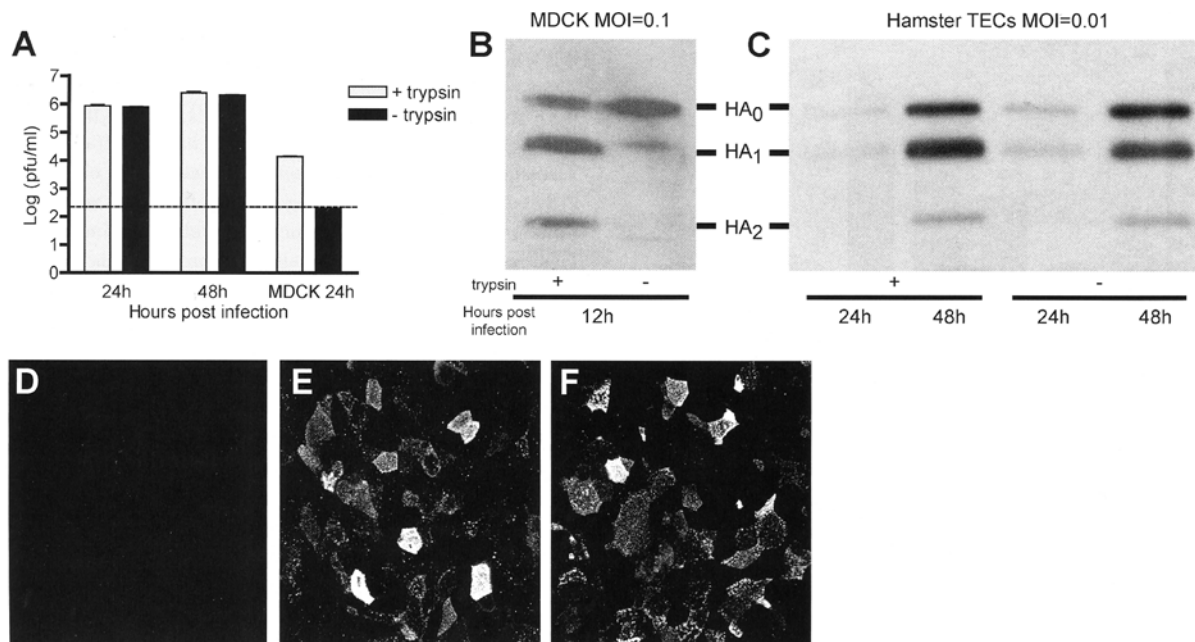 A
7
6
5
4
3
2
1
0
Log (pfu/ml)
24h
48h
MDCK 24h
Hours post infection
+ trypsin
- trypsin
MDCK MOI=0.1
B
trypsin
+
-
Hours post
infection
12h
HA0
HA1
HA2
Hamster TECs MOI=0.01
C
+
-
24h
48h
24h
48h
D
E
F